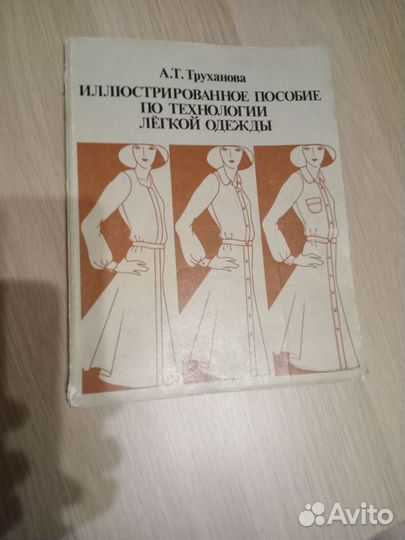 А.Т. Труханова
ИЛЛЮСТРИРОВАННОЕ ПОСОБИЕ
ПО ТЕХНОЛОГИИ
ЛЁГКОЙ ОДЕЖДЫ
Avito